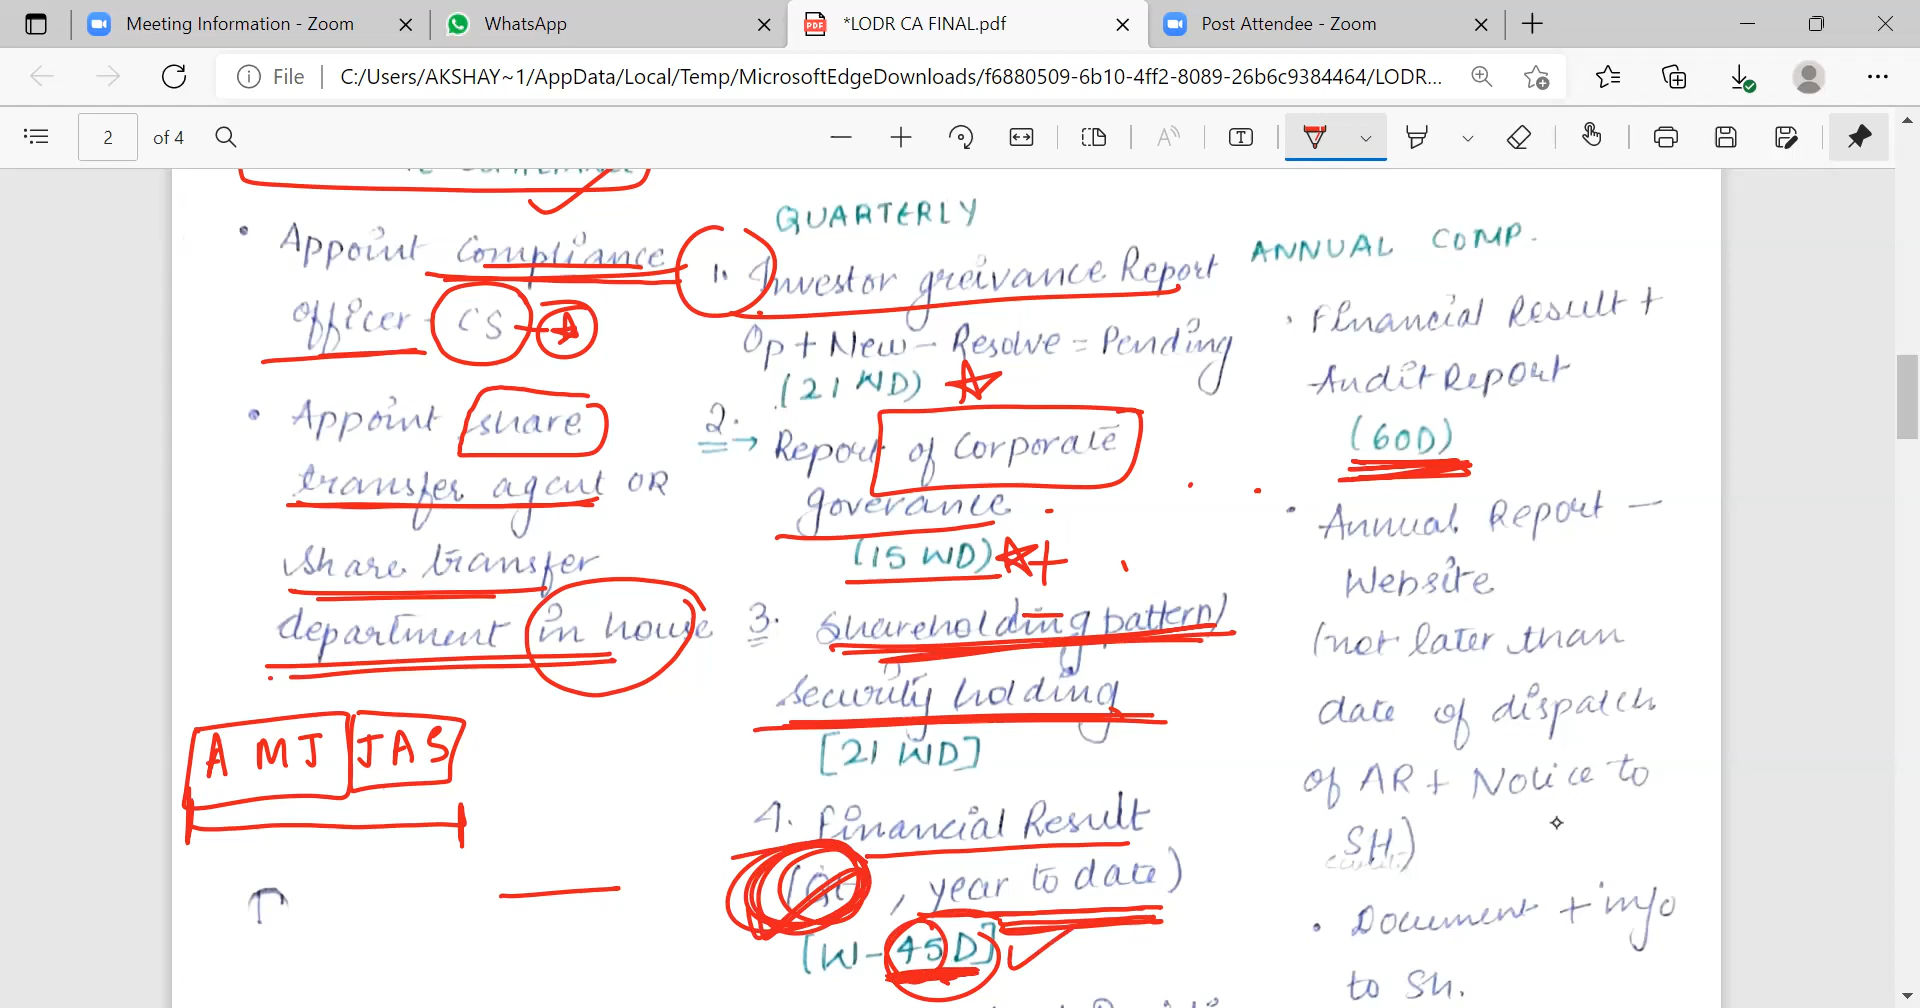 Meeting Information - Zoom
WhatsApp
*LODR CA FINAL.pdf
Post Attendee - Zoom
File
C:/Users/AKSHAY~1/AppData/Local/Temp/MicrosoftEdgeDownloads/f6880509-6b10-4ff2-8089-26b6c9384464/LODR...
2
of 4
• Appoint Compliance
officer - CS
• Appoint share
transfer agent OR
share transfer
department in house
A M J J A S
QUARTERLY
1. Investor greivance Report
Op + New - Resolve = Pending
(21 WD)
2. → Report of Corporate
goverance
(15 WD)
3. Shareholding pattern/
security holding
[21 WD]
4. Financial Result
, year to date)
[W-45D]
ANNUAL COMP.
• Financial Result +
Audit Report
(60D)
• Annual Report -
Website
(not later than
date of dispatch
of AR + Notice to
SH)
• Document + info
to SH.